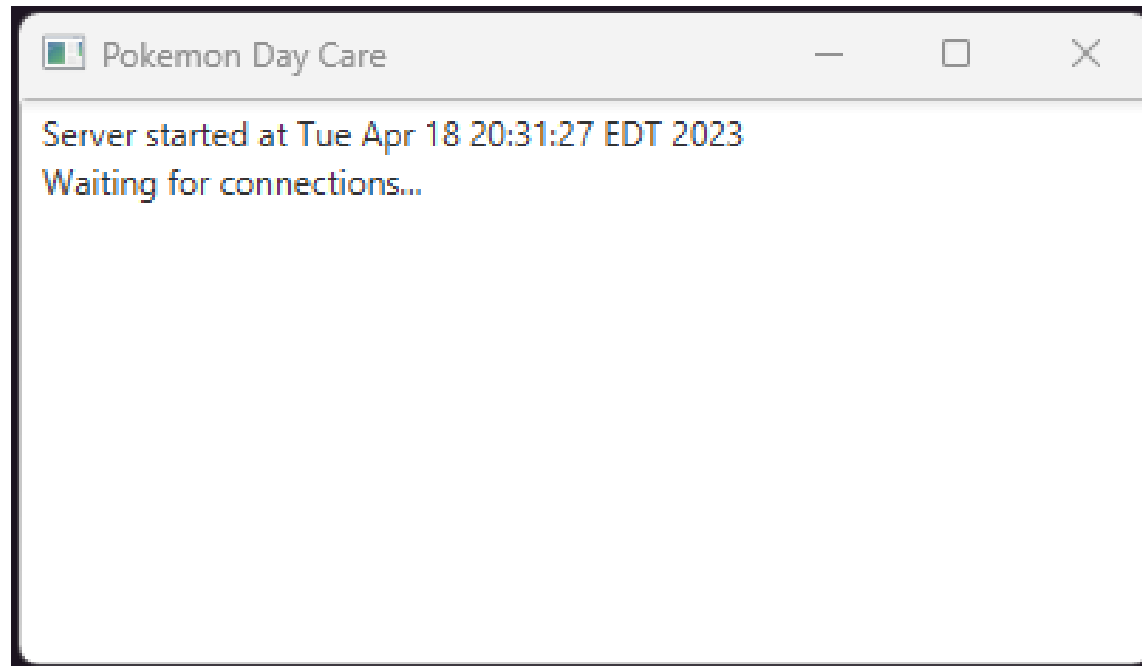 Pokemon Day Care
Server started at Tue Apr 18 20:31:27 EDT 2023
Waiting for connections...